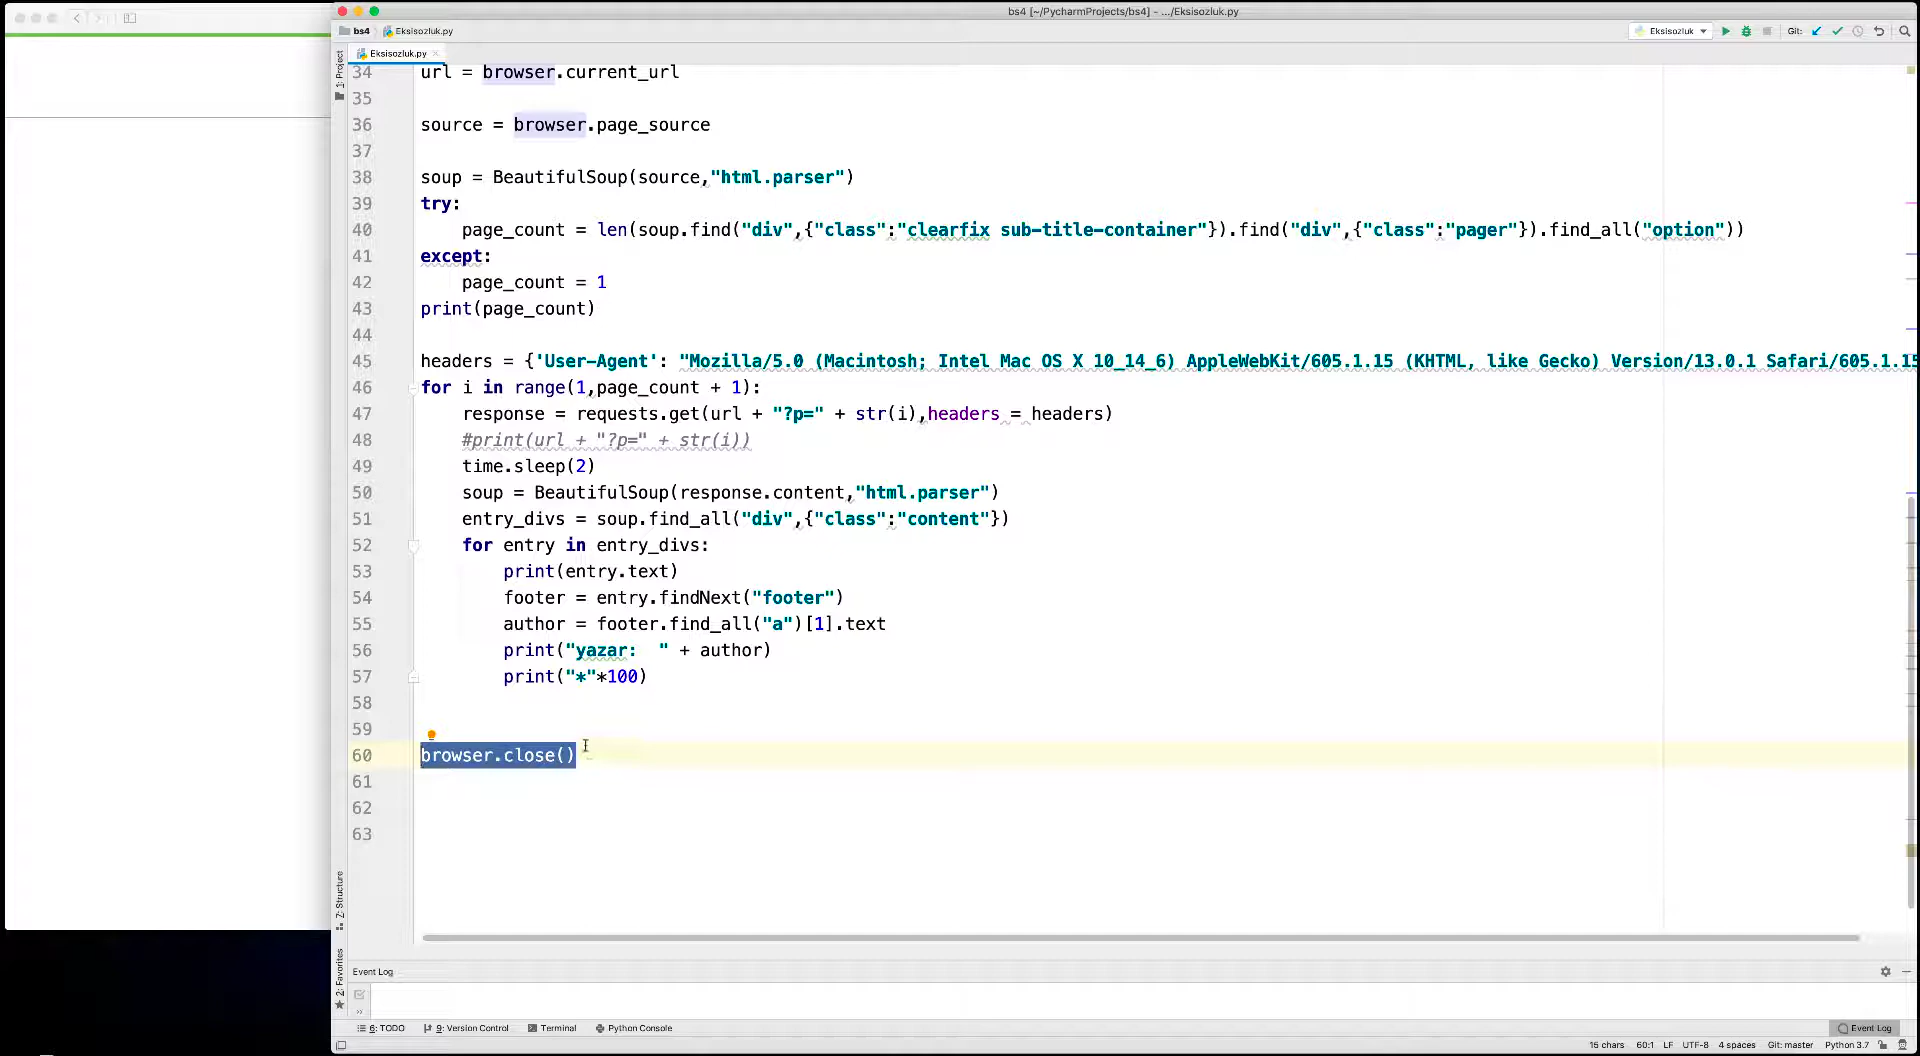 bs4 [~/PycharmProjects/bs4] - .../Eksisozluk.py
bs4 Eksisozluk.py Eksisozluk Git:
Eksisozluk.py
1: Project
34 url = browser.current_url
35
36 source = browser.page_source
37
38 soup = BeautifulSoup(source,"html.parser")
39 try:
40 page_count = len(soup.find("div",{"class":"clearfix sub-title-container"}).find("div",{"class":"pager"}).find_all("option"))
41 except:
42 page_count = 1
43 print(page_count)
44
45 headers = {'User-Agent': "Mozilla/5.0 (Macintosh; Intel Mac OS X 10_14_6) AppleWebKit/605.1.15 (KHTML, like Gecko) Version/13.0.1 Safari/605.1.15
46 for i in range(1,page_count + 1):
47 response = requests.get(url + "?p=" + str(i),headers = headers)
48 #print(url + "?p=" + str(i))
49 time.sleep(2)
50 soup = BeautifulSoup(response.content,"html.parser")
51 entry_divs = soup.find_all("div",{"class":"content"})
52 for entry in entry_divs:
53 print(entry.text)
54 footer = entry.findNext("footer")
55 author = footer.find_all("a")[1].text
56 print("yazar:  " + author)
57 print("*"*100)
58
59
60 browser.close()
61
62
63
7: Structure
2: Favorites
Event Log
6: TODO 9: Version Control Terminal Python Console Event Log
15 chars 60:1 LF UTF-8 4 spaces Git: master Python 3.7